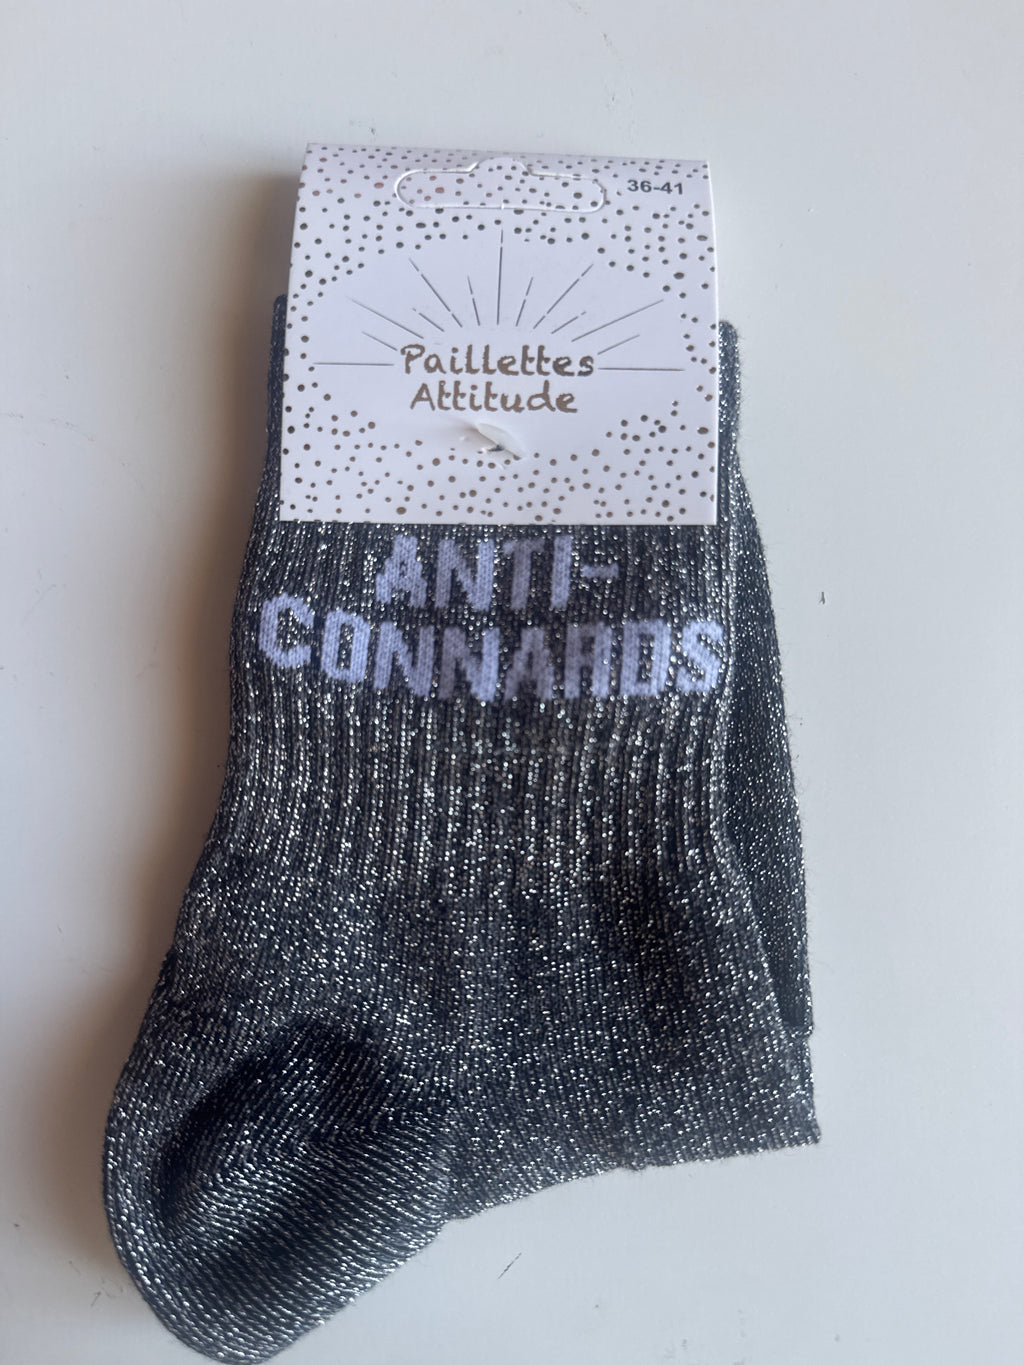 36-41
Paillettes
Attitude
ANTI-
CONNARDS